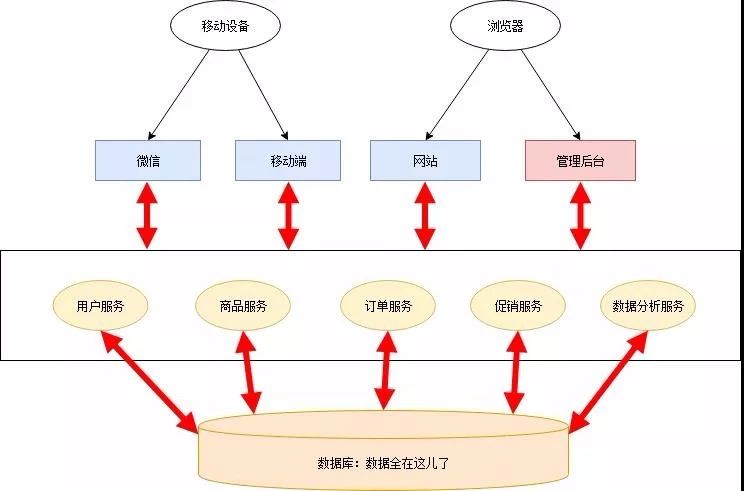 移动设备
浏览器
微信
移动端
网站
管理后台
用户服务
商品服务
订单服务
促销服务
数据分析服务
数据库：数据全在这儿了